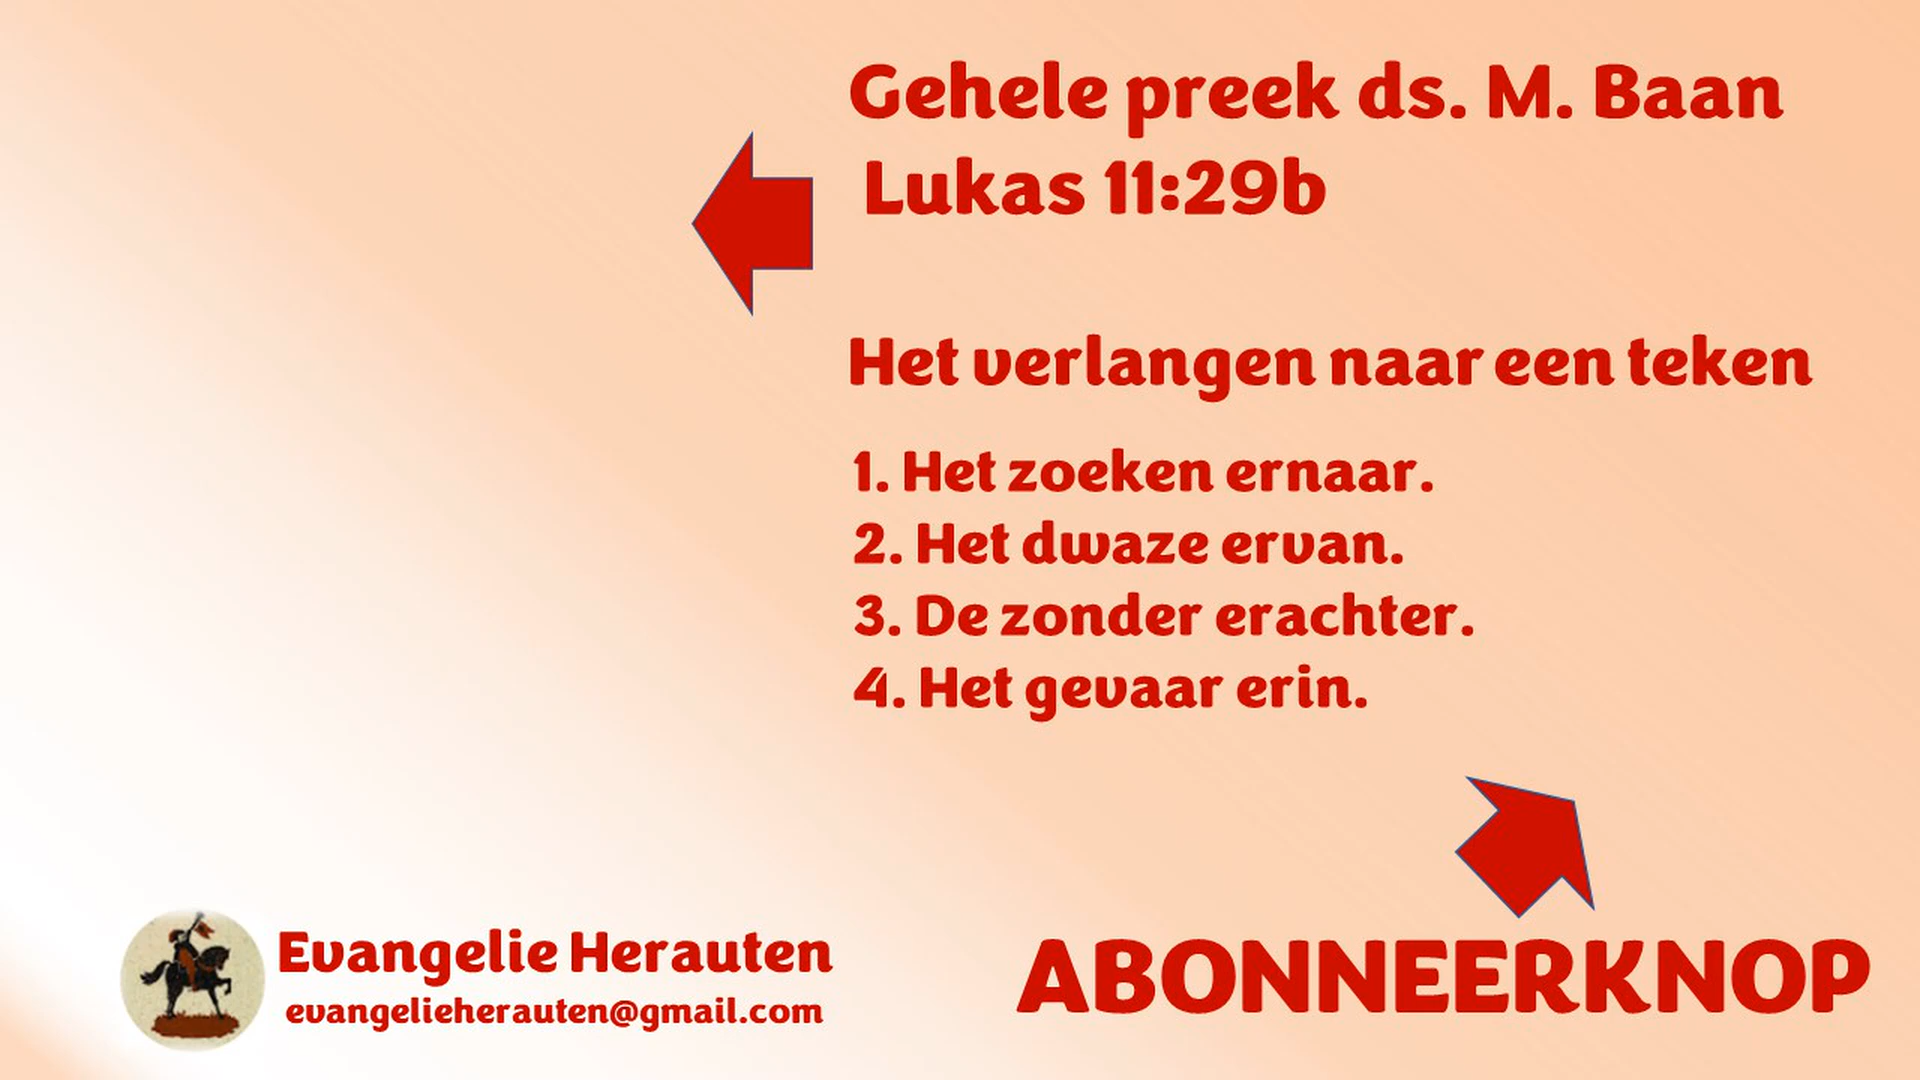 Gehele preek ds. M. Baan
Lukas 11:29b
Het verlangen naar een teken
1. Het zoeken ernaar.
2. Het dwaze ervan.
3. De zonder erachter.
4. Het gevaar erin.
Evangelie Herauten
evangelieherauten@gmail.com
ABONNEERKNOP